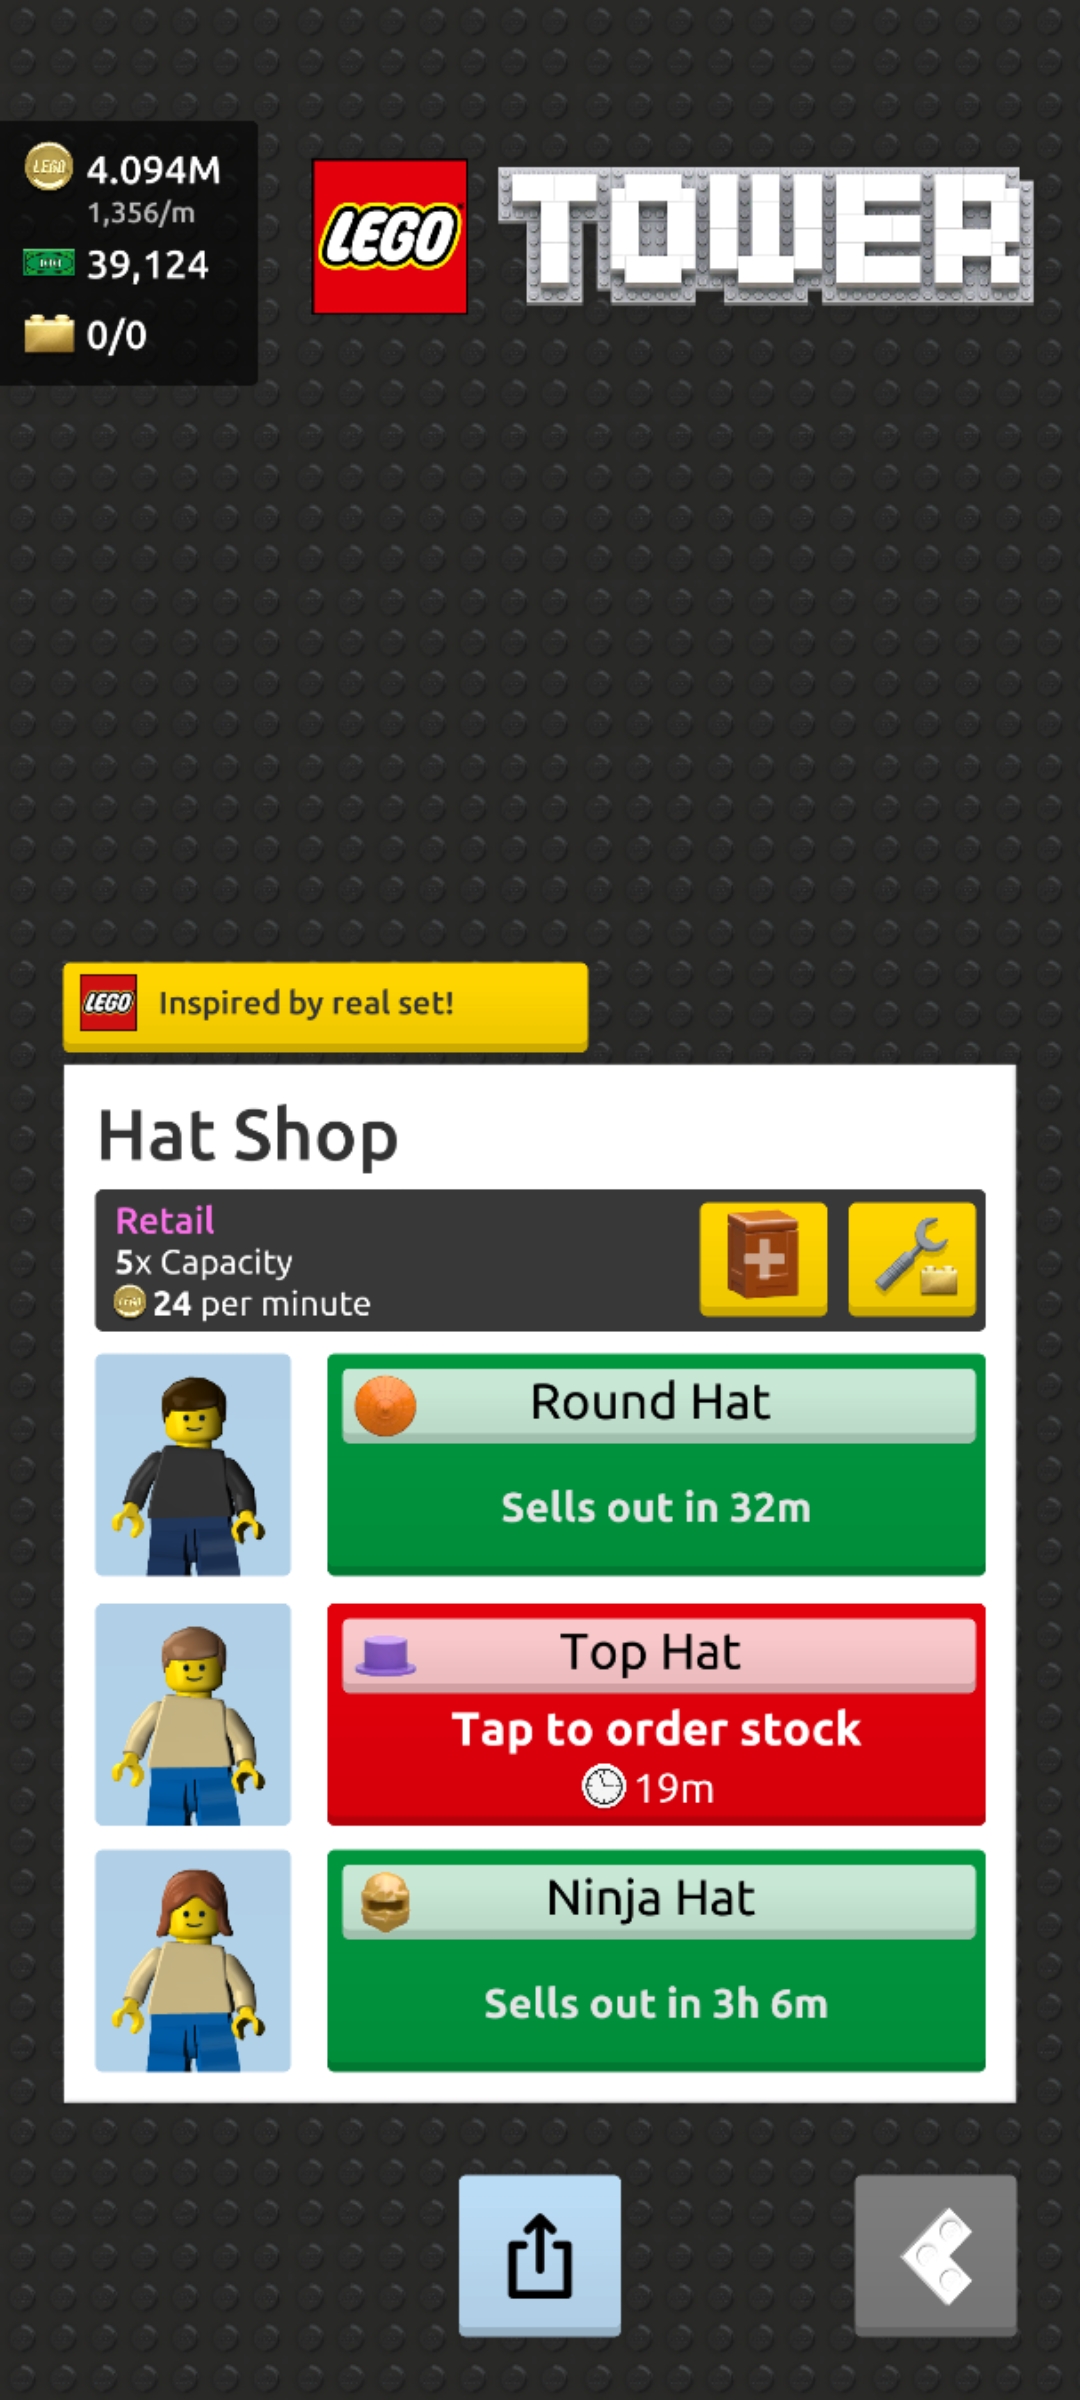 4.094M
1,356/m
39,124
0/0
LEGO TOWER
LEGO Inspired by real set!
Hat Shop
Retail
5x Capacity
24 per minute
Round Hat
Sells out in 32m
Top Hat
Tap to order stock
19m
Ninja Hat
Sells out in 3h 6m